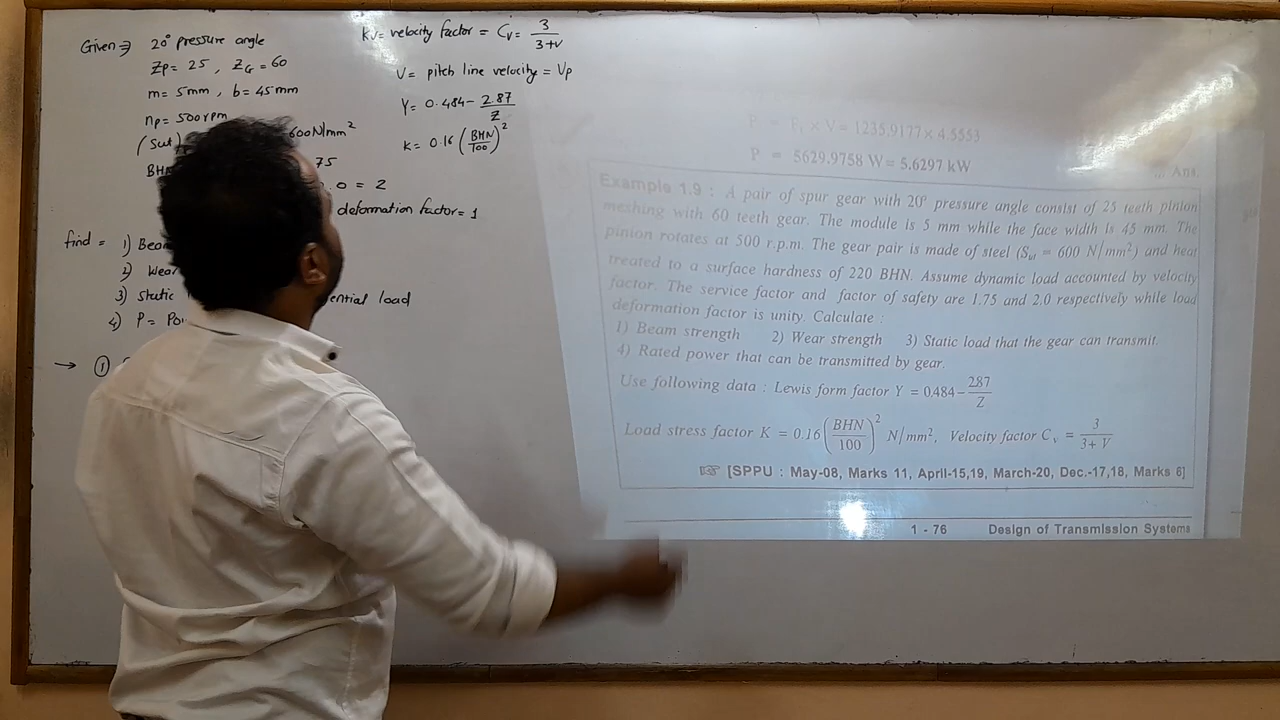 Given ⇒ 20° pressure angle
Zp = 25 , ZG = 60
m = 5mm , b = 45mm
np = 500rpm
(Sut) 600N/mm²
BH 75
0 = 2
deformation factor = 1
find = 1) Bea
2) Wea
3) Static ential load
4) P = Po
→ ①
Kv = velocity factor = Cv = 3/(3+v)
V = pitch line velocity = Vp
Y = 0.484 - 2.87/Z
K = 0.16 (BHN/100)²
P = Ft × V = 1235.9177 × 4.5553
P = 5629.9758 W = 5.6297 kW
Ans.
Example 1.9 : A pair of spur gear with 20° pressure angle consist of 25 teeth pinion
meshing with 60 teeth gear. The module is 5 mm while the face width is 45 mm. The
pinion rotates at 500 r.p.m. The gear pair is made of steel (Sut = 600 N/mm²) and heat
treated to a surface hardness of 220 BHN. Assume dynamic load accounted by velocity
factor. The service factor and factor of safety are 1.75 and 2.0 respectively while load
deformation factor is unity. Calculate :
1) Beam strength 2) Wear strength 3) Static load that the gear can transmit.
4) Rated power that can be transmitted by gear.
Use following data : Lewis form factor Y = 0.484 - 2.87/Z
Load stress factor K = 0.16 (BHN/100)² N/mm², Velocity factor Cv = 3/(3+V)
☞ [SPPU : May-08, Marks 11, April-15,19, March-20, Dec.-17,18, Marks 6]
1 - 76 Design of Transmission Systems